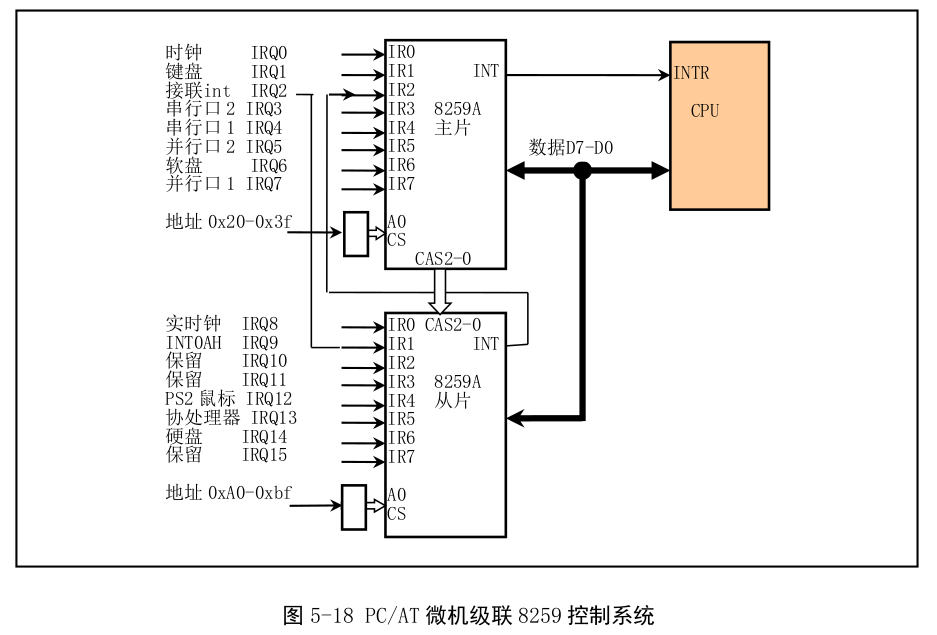 时钟 IRQ0
键盘 IRQ1
接联int IRQ2
串行口 2 IRQ3
串行口 1 IRQ4
并行口 2 IRQ5
软盘 IRQ6
并行口 1 IRQ7
地址 0x20-0x3f
IR0
IR1
IR2
IR3
IR4
IR5
IR6
IR7
A0
CS
INT
8259A
主片
CAS2-0
INTR
CPU
数据D7-D0
实时钟 IRQ8
INT0AH IRQ9
保留 IRQ10
保留 IRQ11
PS2 鼠标 IRQ12
协处理器 IRQ13
硬盘 IRQ14
保留 IRQ15
地址 0xA0-0xbf
IR0 CAS2-0
IR1
IR2
IR3
IR4
IR5
IR6
IR7
A0
CS
INT
8259A
从片
图 5-18 PC/AT 微机级联 8259 控制系统